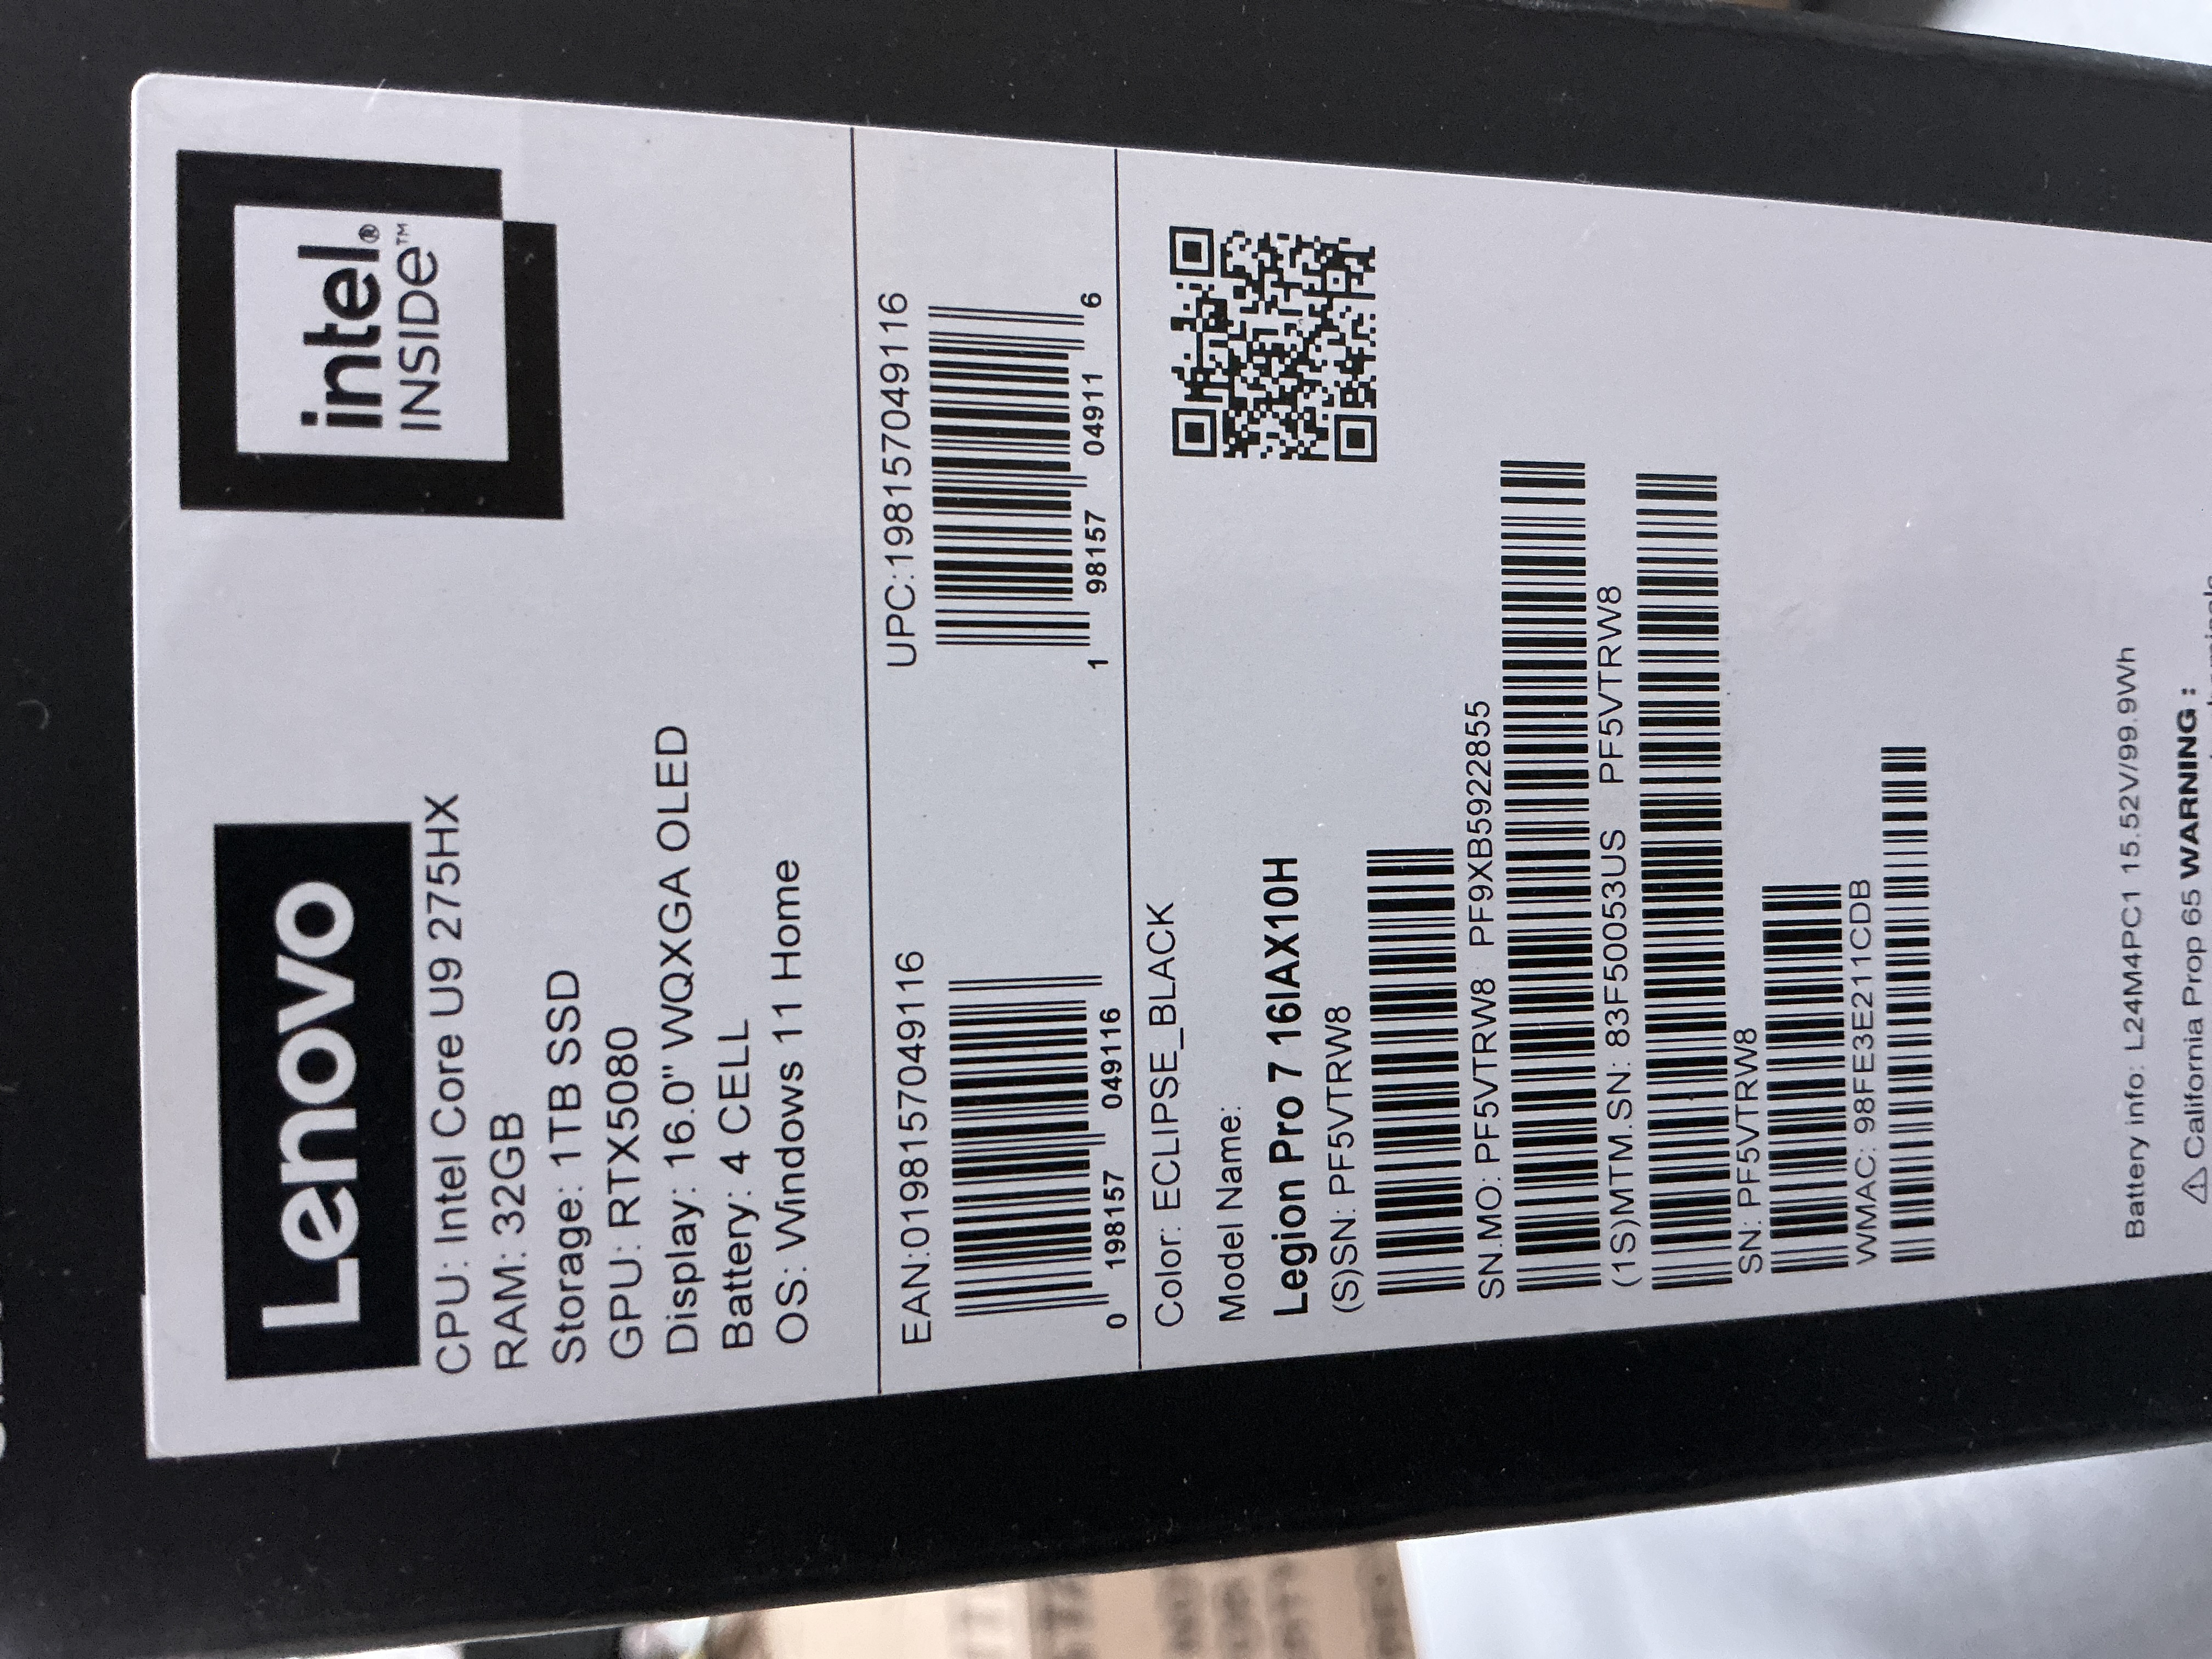 Lenovo
intel®
INSIDE™
CPU: Intel Core U9 275HX
RAM: 32GB
Storage: 1TB SSD
GPU: RTX5080
Display: 16.0" WQXGA OLED
Battery: 4 CELL
OS: Windows 11 Home
EAN:0198157049116
0 198157 049116
UPC:198157049116
1 98157 04911 6
Color: ECLIPSE_BLACK
Model Name:
Legion Pro 7 16IAX10H
(S)SN: PF5VTRW8
SN.MO: PF5VTRW8 PF9XB5922855
(1S)MTM.SN: 83F50053US PF5VTRW8
SN: PF5VTRW8
WMAC: 98FE3E211CDB
Battery info: L24M4PC1 15.52V/99.9Wh
⚠California Prop 65 WARNING :